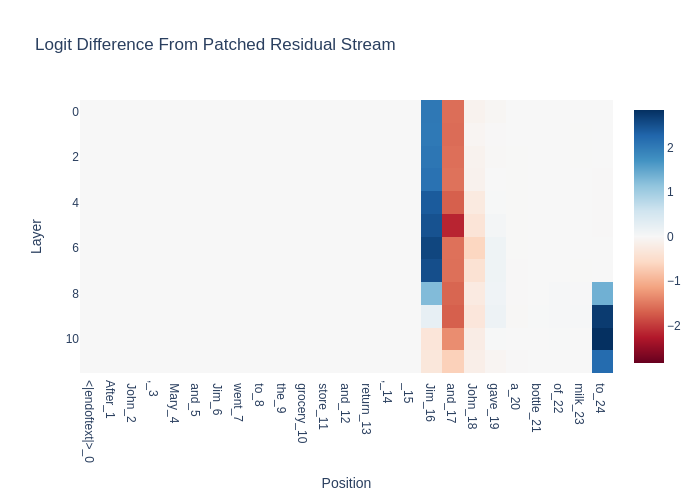 Logit Difference From Patched Residual Stream
Layer
0
2
4
6
8
10
2
1
0
−1
−2
<|endoftext|>_0
After_1
John_2
,_3
Mary_4
and_5
Jim_6
went_7
to_8
the_9
grocery_10
store_11
and_12
return_13
,_14
_15
Jim_16
and_17
John_18
gave_19
a_20
bottle_21
of_22
milk_23
to_24
Position